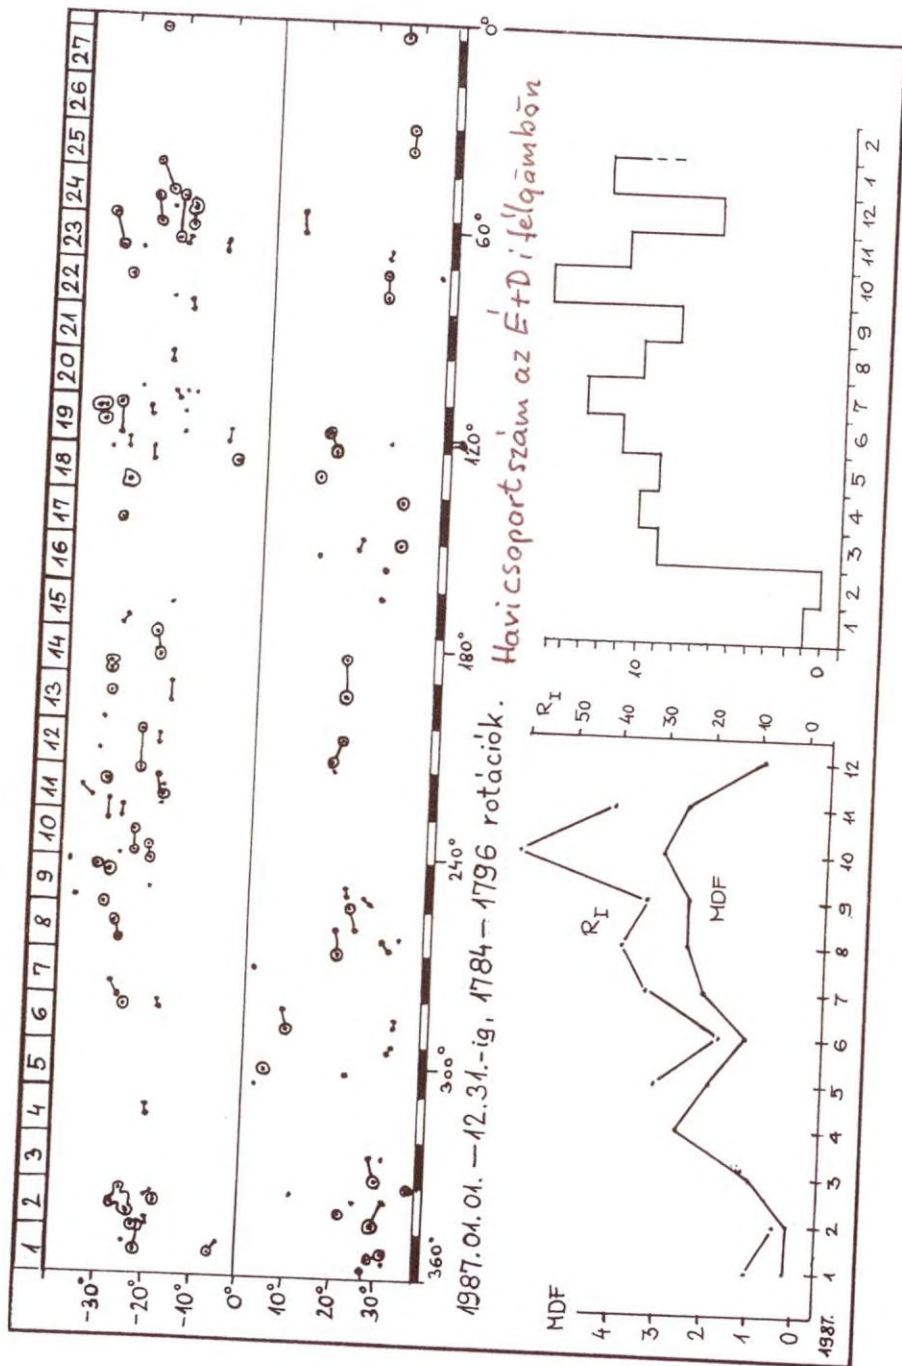 1 2 3 4 5 6 7 8 9 10 11 12 13 14 15 16 17 18 19 20 21 22 23 24 25 26 27
-30°
-20°
-10°
0°
10°
20°
30°
360° 300° 240° 180° 120° 60° 0°
1987.01.01. — 12.31.-ig, 1784 — 1796 rotációk.
Havi csoportszám az É+D-i félgömbön
MDF
4
3
2
1
0
1987.
1 2 3 4 5 6 7 8 9 10 11 12
R_I
MDF
R_I
50
40
30
20
10
0
10
0
1 2 3 4 5 6 7 8 9 10 11 12 1 2